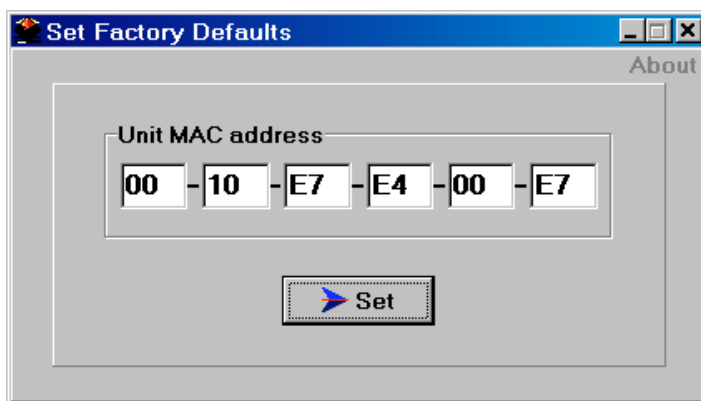 Set Factory Defaults
About
Unit MAC address
00 - 10 - E7 - E4 - 00 - E7
Set